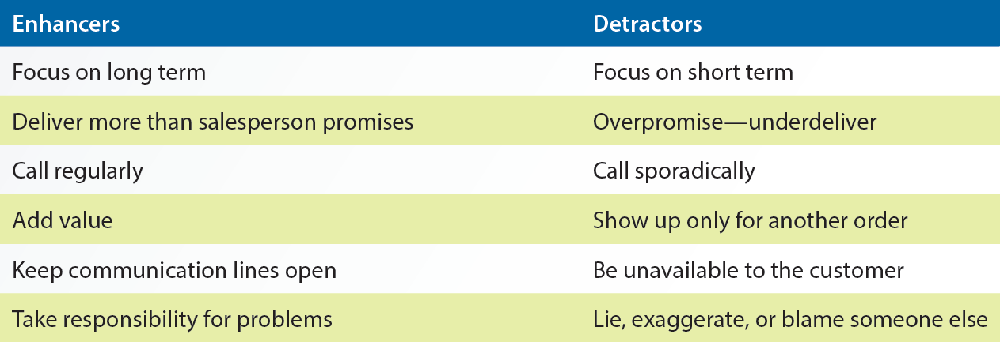 Enhancers Detractors
Focus on long term Focus on short term
Deliver more than salesperson promises Overpromise—underdeliver
Call regularly Call sporadically
Add value Show up only for another order
Keep communication lines open Be unavailable to the customer
Take responsibility for problems Lie, exaggerate, or blame someone else